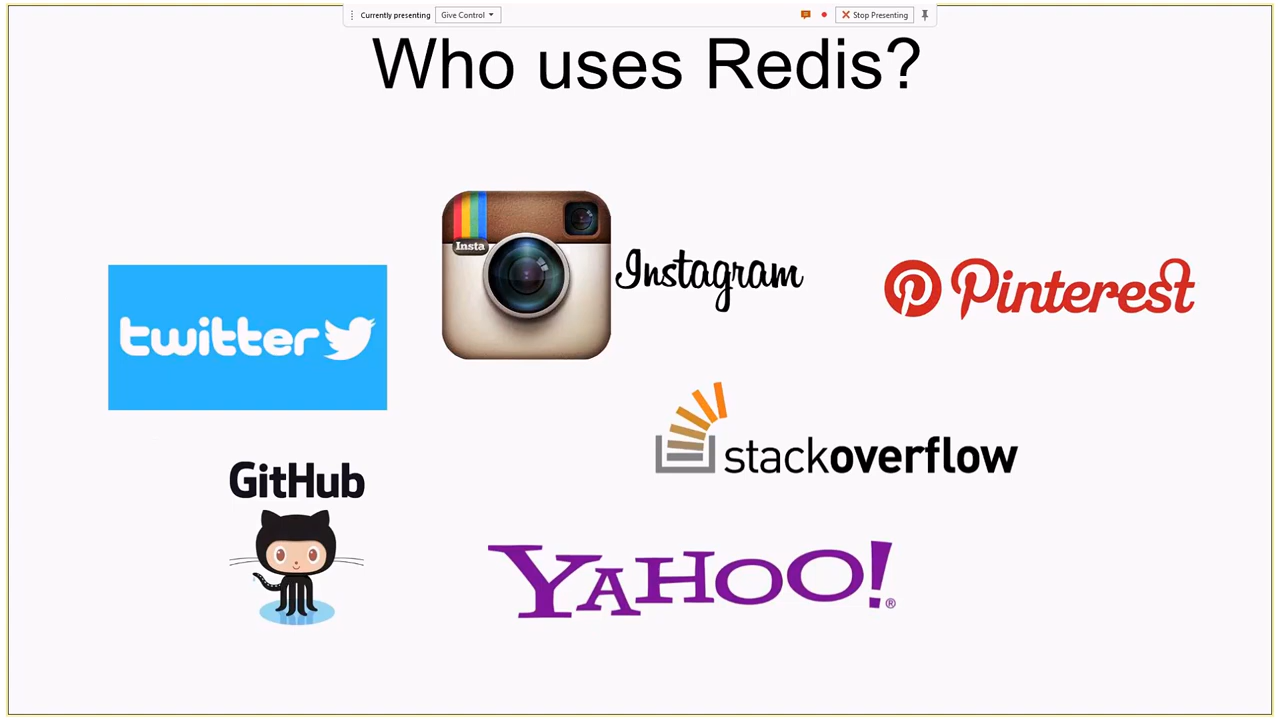 Currently presenting Give Control Stop Presenting
Who uses Redis?
Insta
Instagram
Pinterest
twitter
stackoverflow
GitHub
YAHOO!®